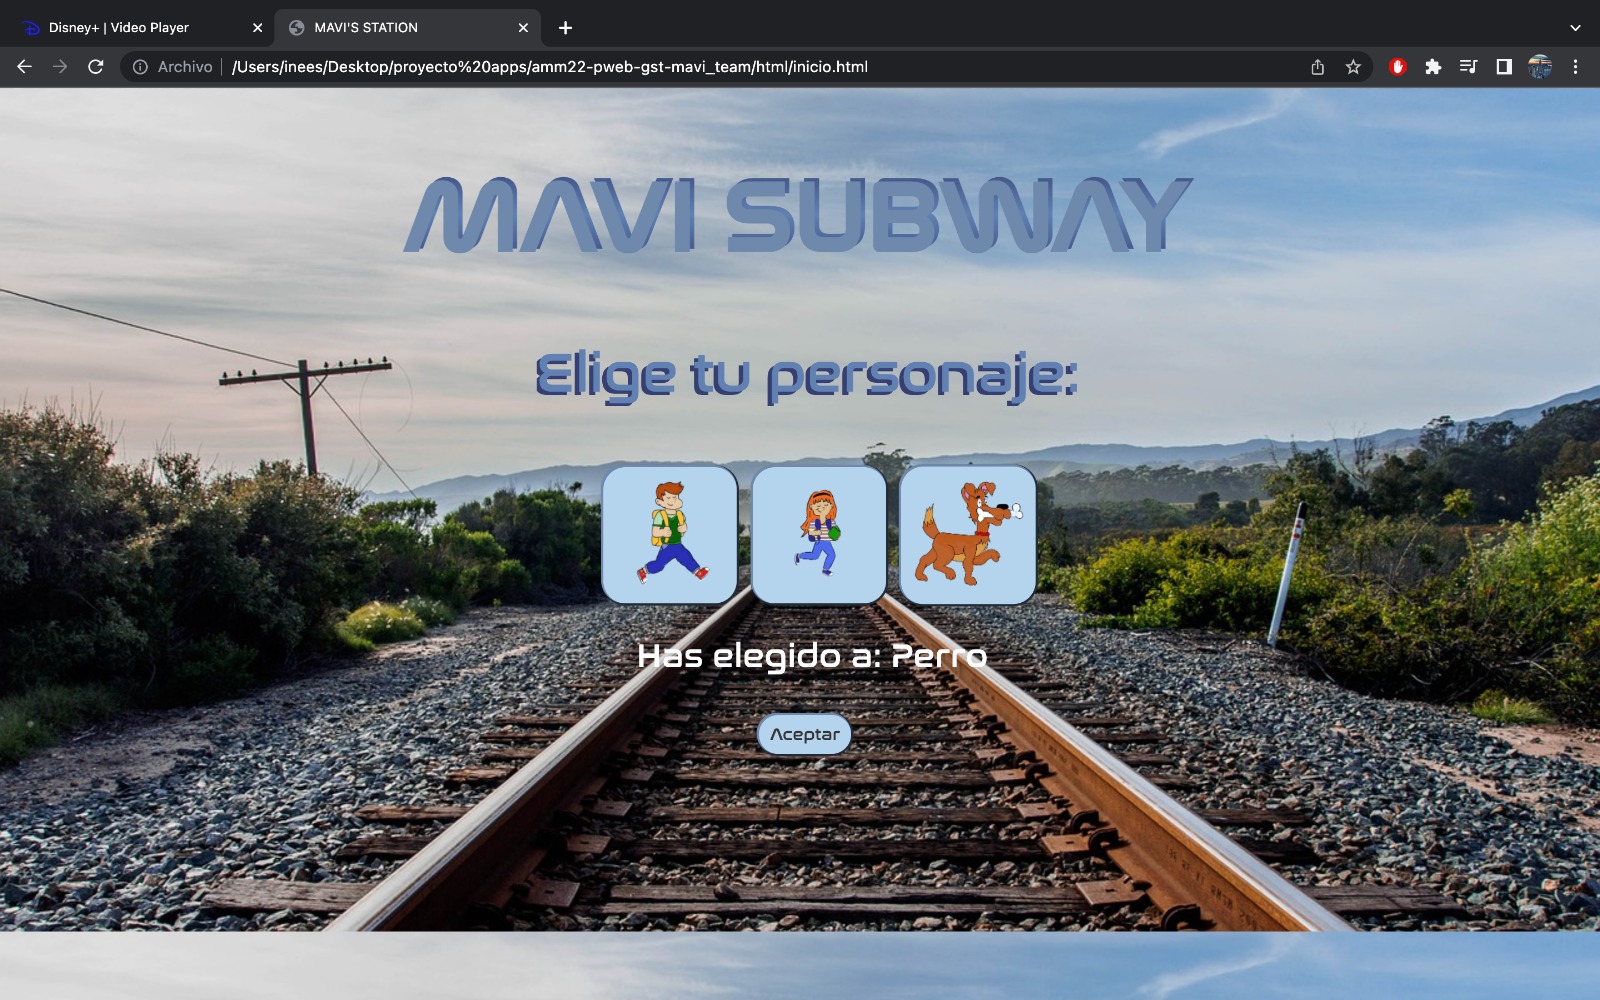 Disney+ | Video Player
MAVI'S STATION
Archivo | /Users/inees/Desktop/proyecto%20apps/amm22-pweb-gst-mavi_team/html/inicio.html
MAVI SUBWAY
Elige tu personaje:
Has elegido a: Perro
Aceptar